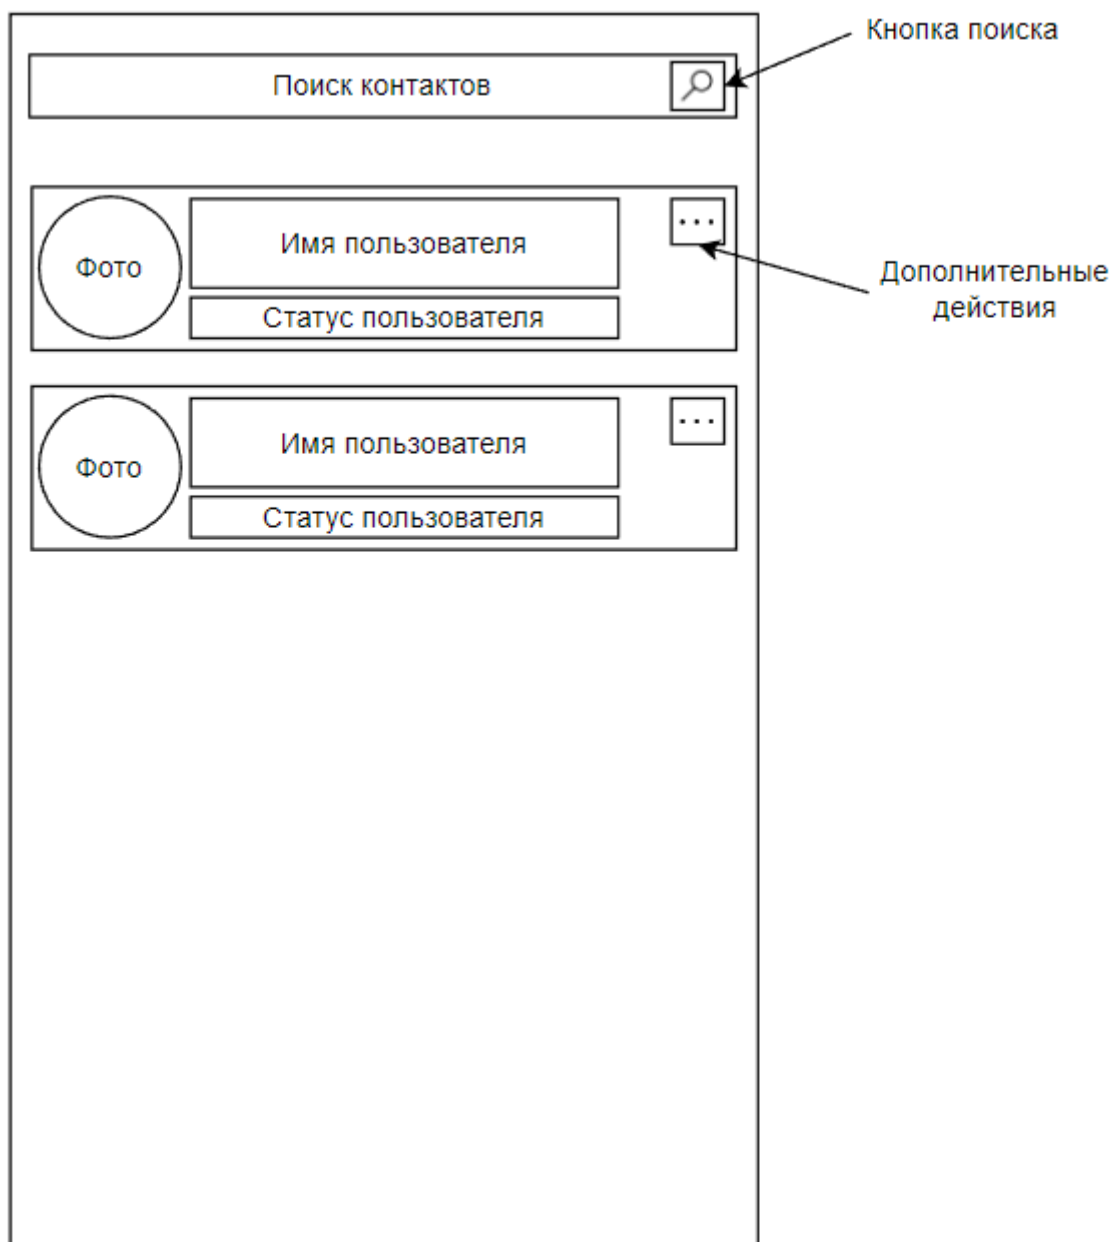 Кнопка поиска
Поиск контактов
Фото
Имя пользователя
Статус пользователя
...
Дополнительные
действия
Фото
Имя пользователя
Статус пользователя
...